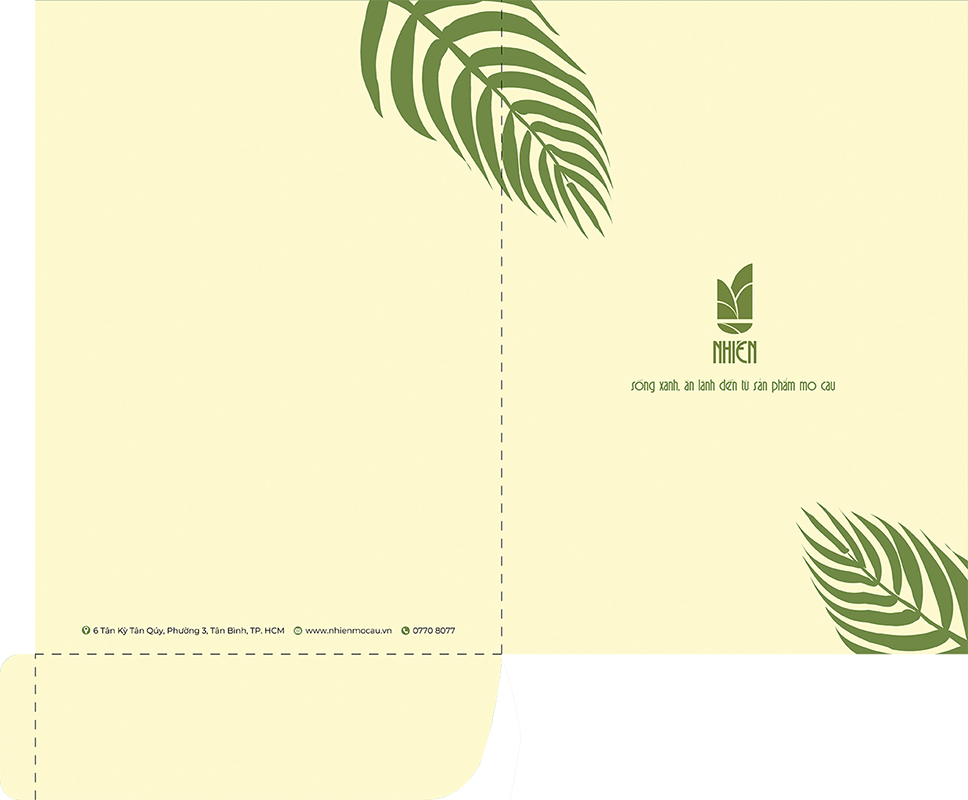 NHIÊN
sống xanh, an lành đến từ sản phẩm mo cau
6 Tân Kỳ Tân Qúy, Phường 3, Tân Bình, TP. HCM www.nhienmocau.vn 0770 8077